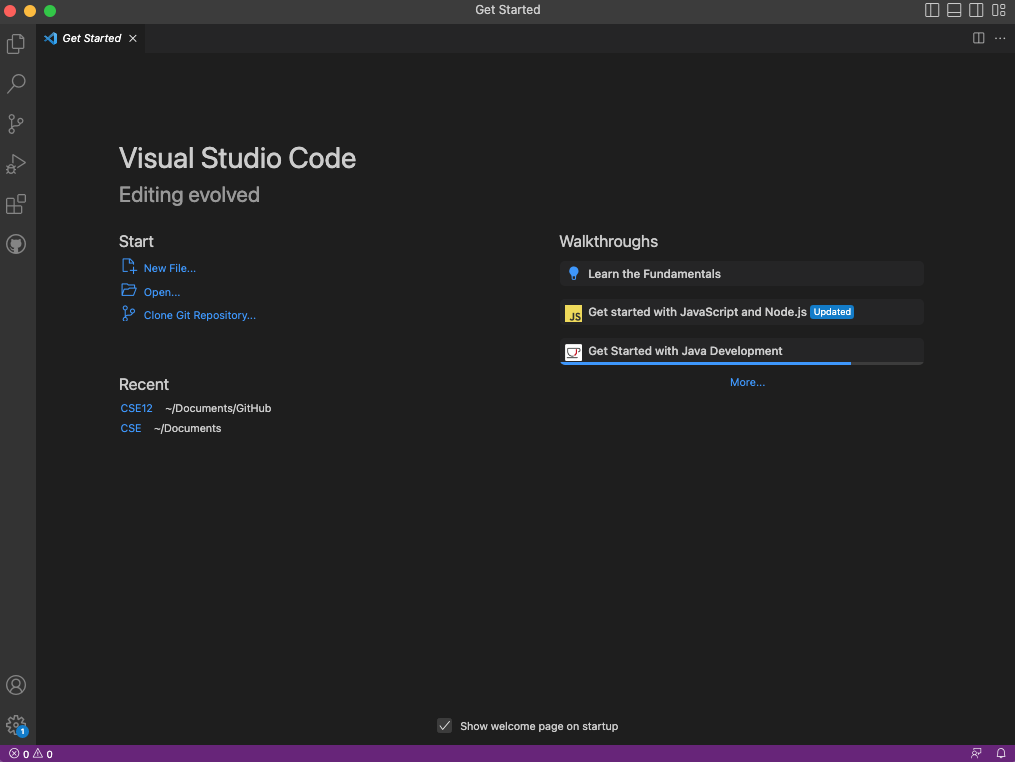 Get Started
Get Started
Visual Studio Code
Editing evolved
Start
New File...
Open...
Clone Git Repository...
Recent
CSE12 ~/Documents/GitHub
CSE ~/Documents
Walkthroughs
Learn the Fundamentals
JS Get started with JavaScript and Node.js Updated
Get Started with Java Development
More...
1
Show welcome page on startup
0 0